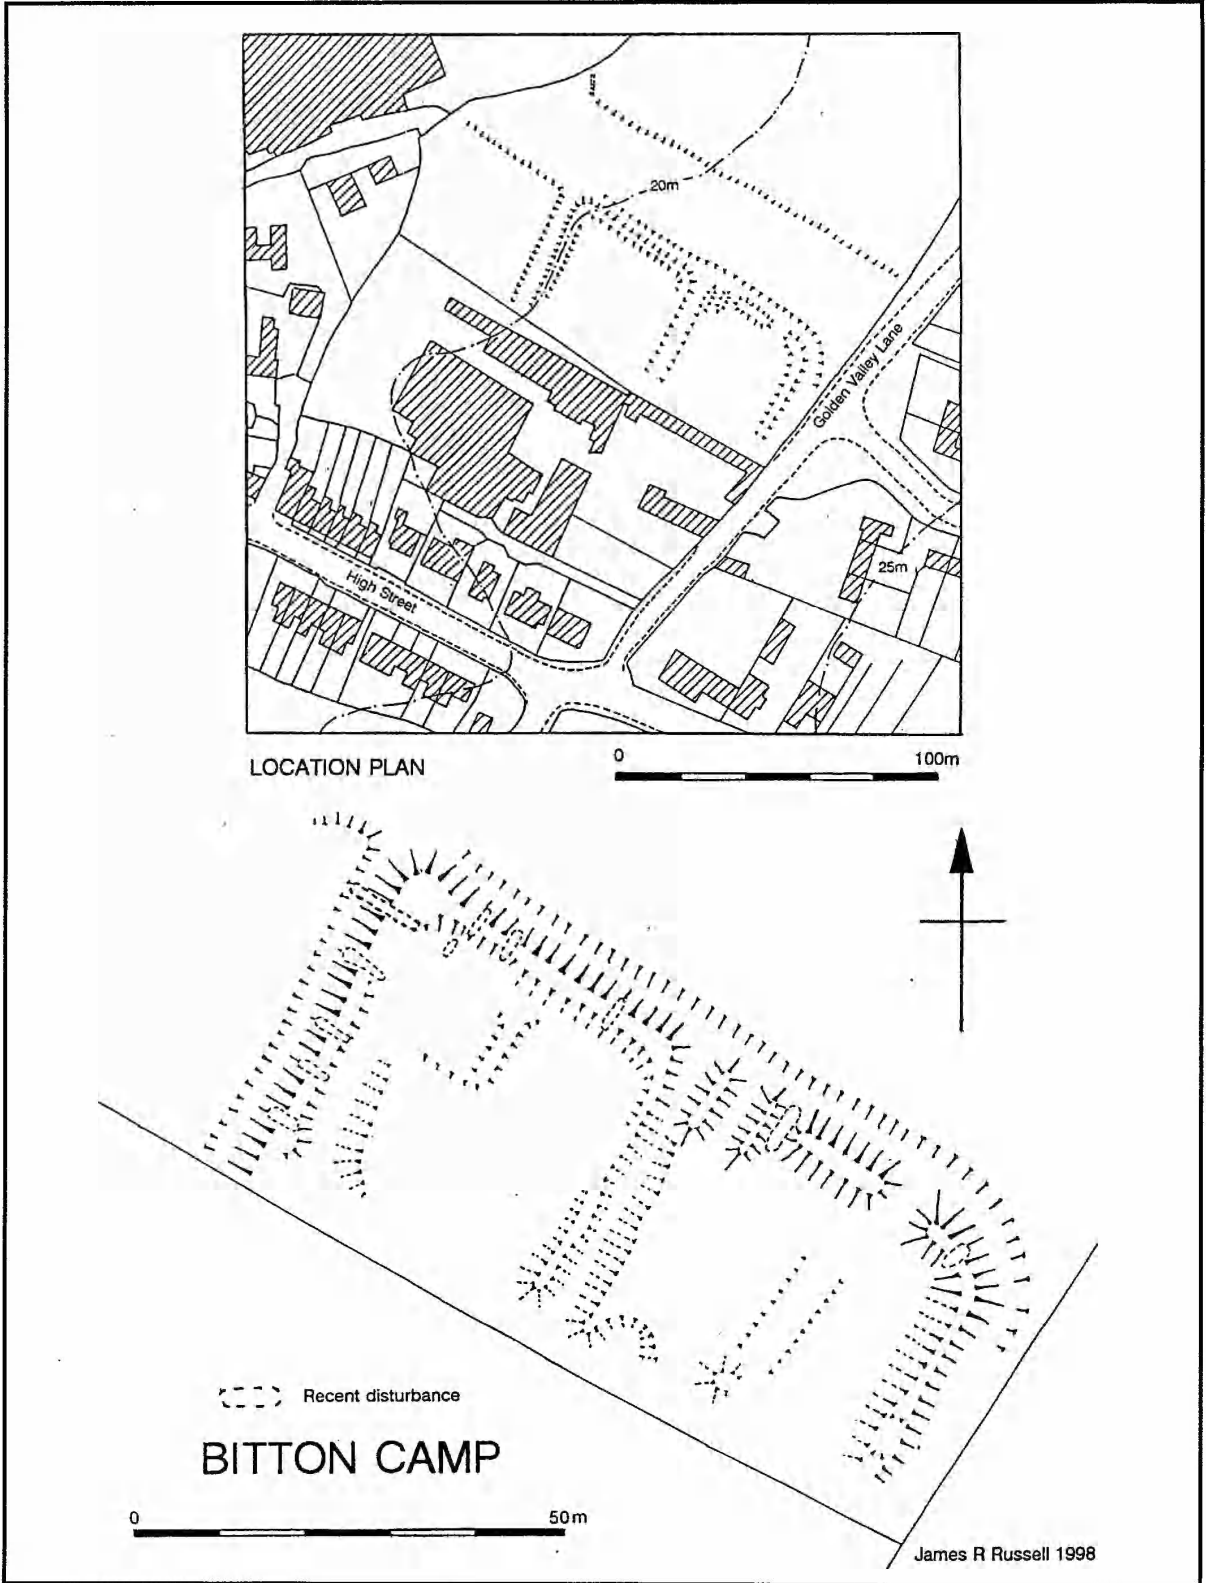 20m
Golden Valley Lane
25m
High Street
LOCATION PLAN
0 100m
Recent disturbance
BITTON CAMP
0 50m
James R Russell 1998